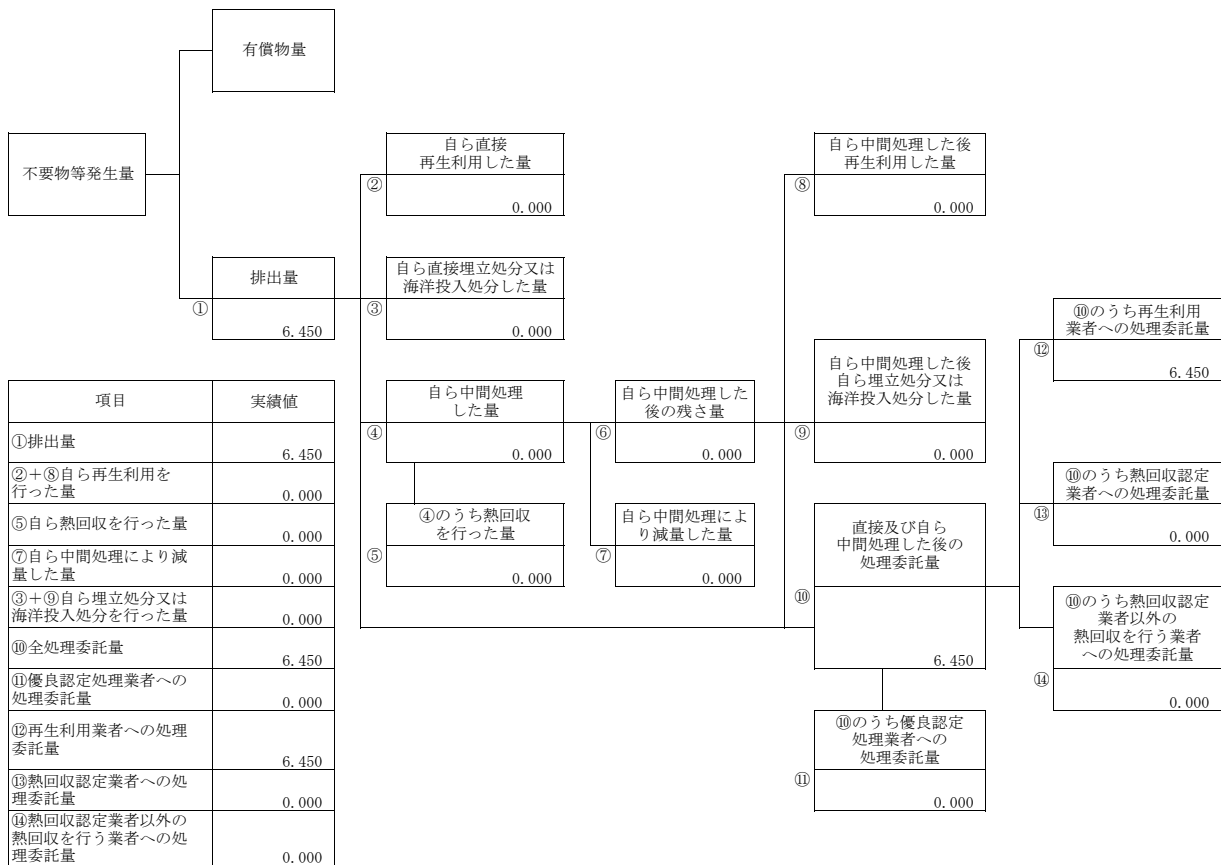 有償物量
不要物等発生量
自ら直接
再生利用した量
②
0.000
自ら中間処理した後
再生利用した量
⑧
0.000
排出量
①
6.450
自ら直接埋立処分又は
海洋投入処分した量
③
0.000
⑩のうち再生利用
業者への処理委託量
⑫
6.450
自ら中間処理
した量
④
0.000
自ら中間処理した
後の残さ量
⑥
0.000
自ら中間処理した後
自ら埋立処分又は
海洋投入処分した量
⑨
0.000
⑩のうち熱回収認定
業者への処理委託量
⑬
0.000
④のうち熱回収
を行った量
⑤
0.000
自ら中間処理によ
り減量した量
⑦
0.000
直接及び自ら
中間処理した後の
処理委託量
⑩
6.450
⑩のうち熱回収認定
業者以外の
熱回収を行う業者
への処理委託量
⑭
0.000
⑩のうち優良認定
処理業者への
処理委託量
⑪
0.000
項目 実績値
①排出量
6.450
②+⑧自ら再生利用を
行った量
0.000
⑤自ら熱回収を行った量
0.000
⑦自ら中間処理により減
量した量
0.000
③+⑨自ら埋立処分又は
海洋投入処分を行った量
0.000
⑩全処理委託量
6.450
⑪優良認定処理業者への
処理委託量
0.000
⑫再生利用業者への処理
委託量
6.450
⑬熱回収認定業者への処
理委託量
0.000
⑭熱回収認定業者以外の
熱回収を行う業者への処
理委託量
0.000